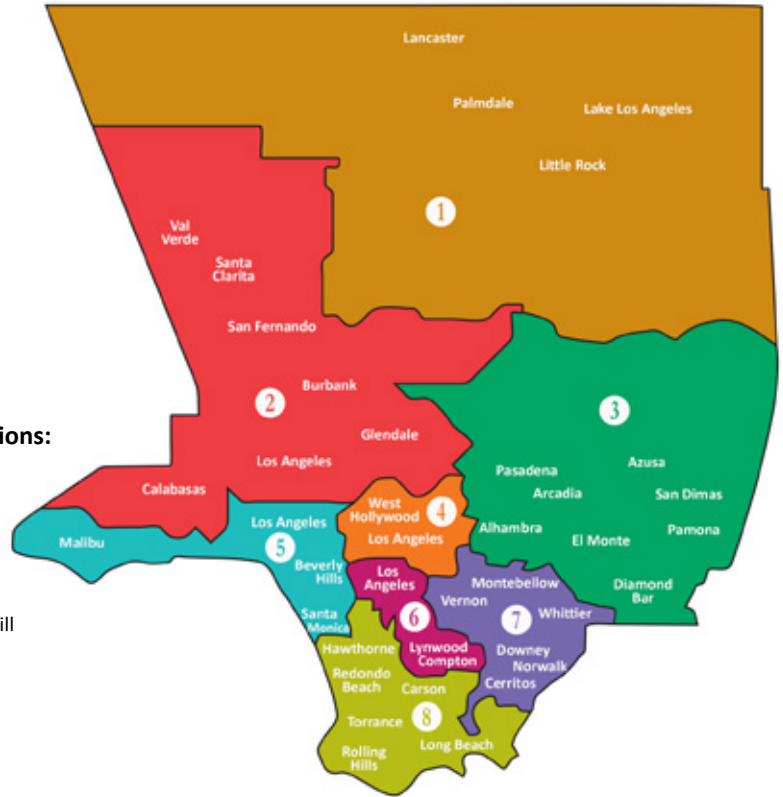 Lancaster
Palmdale
Lake Los Angeles
Little Rock
1
Val
Verde
Santa
Clarita
San Fernando
Burbank
2
Glendale
Los Angeles
Calabasas
3
Azusa
Pasadena
Arcadia
San Dimas
Alhambra
El Monte
Pamona
Diamond
Bar
ions:
West
Hollywood
4
Los Angeles
Malibu
Los Angeles
5
Beverly
Hills
Santa
Monica
ill
Los
Angeles
6
Lynwood
Compton
Montebellow
Vernon
7
Whittier
Downey
Norwalk
Cerritos
Hawthorne
Redondo
Beach
Carson
Torrance
8
Long Beach
Rolling
Hills